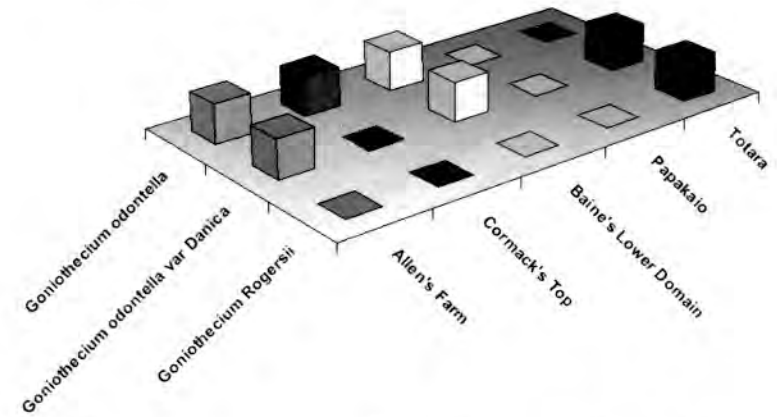 Goniothecium odontella
Goniothecium odontella var Danica
Goniothecium Rogersii
Allen's Farm
Cormack's Top
Baine's Lower Domain
Papakaio
Totara